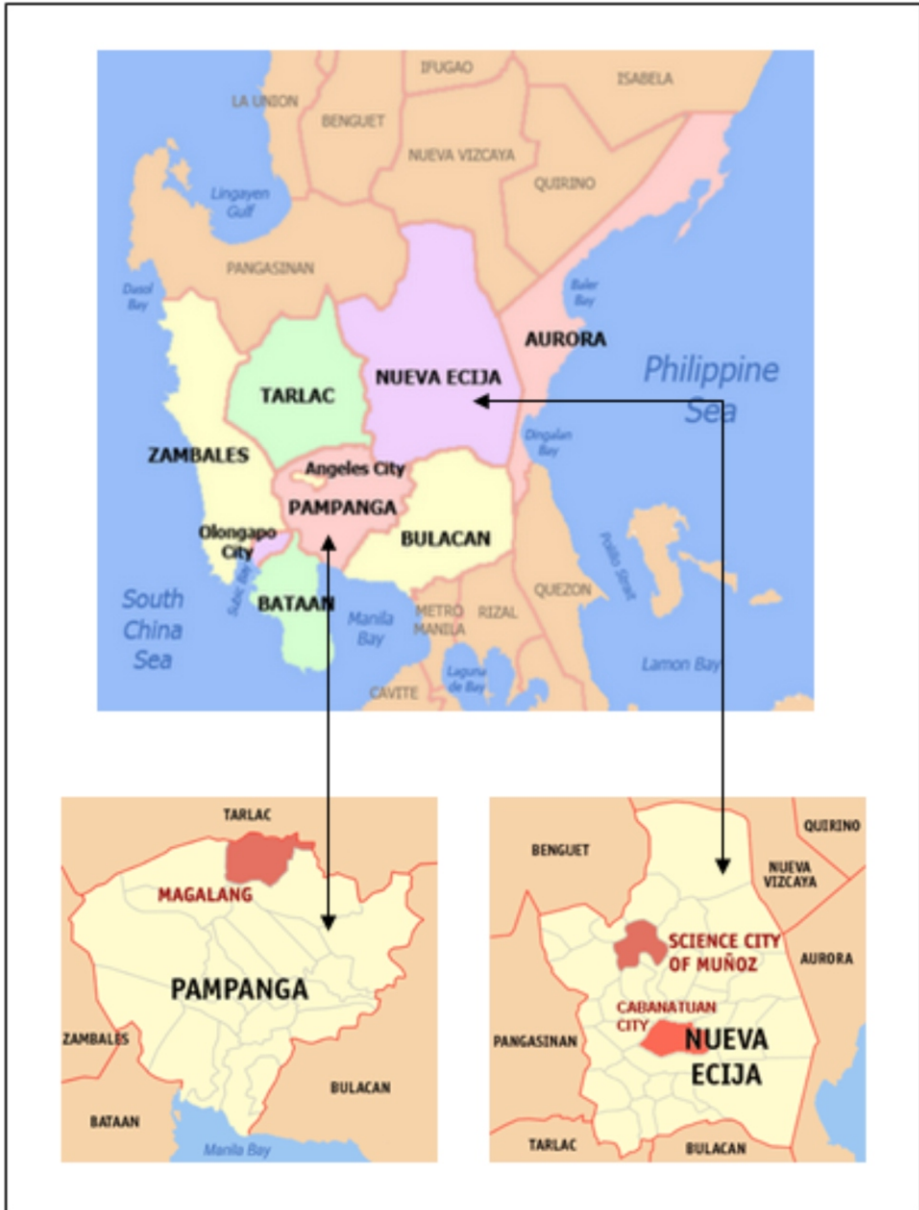 IFUGAO
ISABELA
LA UNION
BENGUET
NUEVA VIZCAYA
QUIRINO
Lingayen
Gulf
PANGASINAN
Dasol
Bay
Baler
Bay
AURORA
Philippine
Sea
NUEVA ECIJA
TARLAC
Dingalan
Bay
ZAMBALES
Angeles City
PAMPANGA
Olongapo
City
BULACAN
Subic Bay
Polillo Strait
QUEZON
South
China
Sea
BATAAN
Manila
Bay
METRO
MANILA
RIZAL
Lamon Bay
Laguna
de Bay
CAVITE
TARLAC
MAGALANG
PAMPANGA
ZAMBALES
BULACAN
BATAAN
Manila Bay
QUIRINO
BENGUET
NUEVA
VIZCAYA
SCIENCE CITY
OF MUÑOZ
AURORA
CABANATUAN
CITY
PANGASINAN
NUEVA
ECIJA
TARLAC
BULACAN